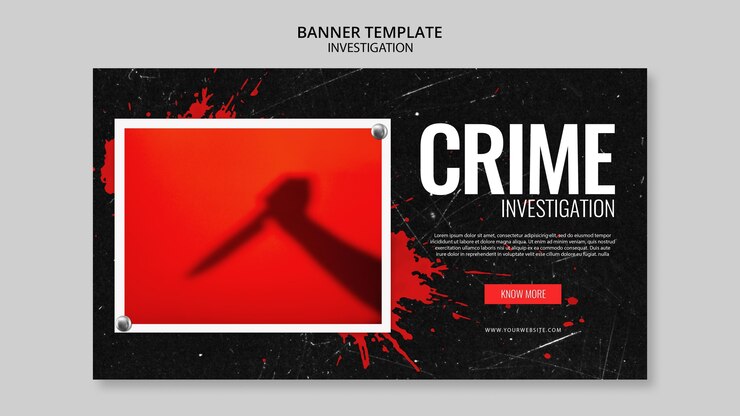 BANNER TEMPLATE
INVESTIGATION
CRIME
INVESTIGATION
Lorem ipsum dolor sit amet, consectetur adipiscing elit, sed do
eiusmod tempor incididunt ut labore et dolore magna
aliqua. Ut enim ad minim veniam, quis nostrud exercitation
ullamco laboris nisi ut aliquip ex ea commodo consequat. Duis aute
irure dolor in reprehenderit in voluptate velit esse cillum dolore eu fugiat. nulla
KNOW MORE
WWW.YOURWEBSITE.COM